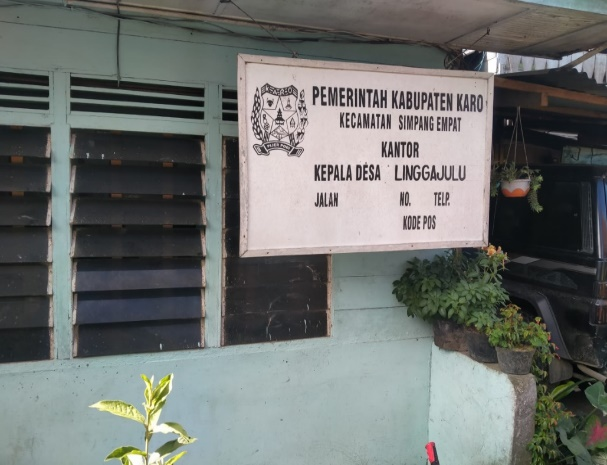 PEMERINTAH KABUPATEN KARO
KECAMATAN SIMPANG EMPAT
KANTOR
KEPALA DESA LINGGAJULU
JALAN NO. TELP.
KODE POS